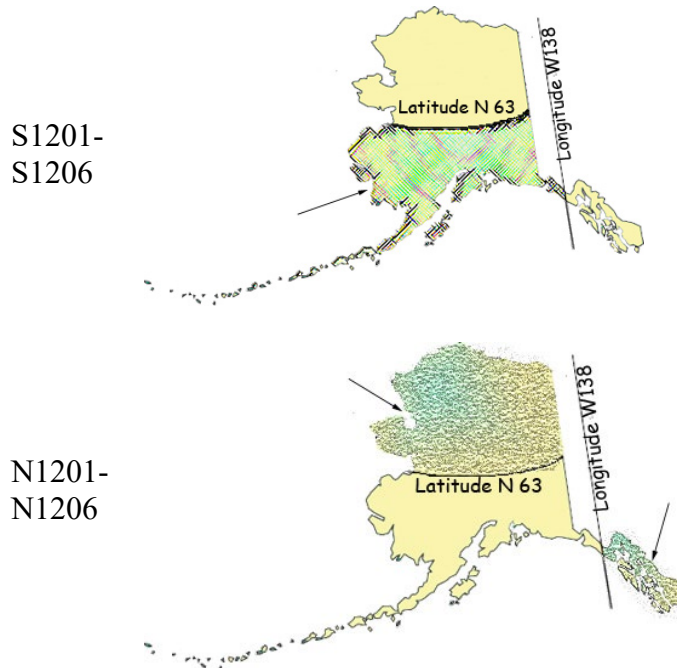 Latitude N 63
Longitude W138
S1201-
S1206
Latitude N 63
Longitude W138
N1201-
N1206